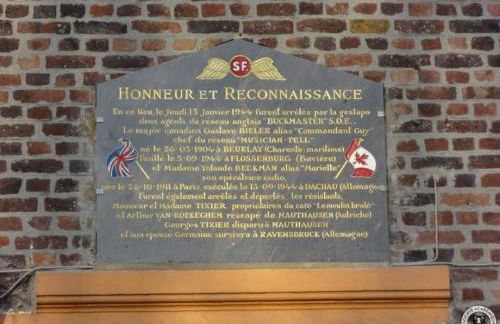 S.F.
HONNEUR ET RECONNAISSANCE
En ce lieu, le Jeudi 13 Janvier 1944 furent arrêtés par la gestapo
deux agents du réseau anglais "BUCKMASTER" S.O.E.
Le major canadien Gustave BIELER alias "Commandant Guy"
chef du réseau "MUSICIAN-TELL"
né le 26-03-1904 à BEURLAY (Charente maritime)
fusillé le 5-09-1944 à FLOSSENBURG (Bavière)
et Madame Yolande BEEKMAN alias "Mariette"
son opératrice radio,
née le 28-10-1911 à Paris, exécutée le 13-09-1944 à DACHAU (Allemagne)
Furent également arrêtés et déportés, les résistants,
Monsieur et Madame TIXIER, propriétaires du café "Le moulin brulé"
et Arthur VAN-ROEKEGHEM rescapé de MAUTHAUSEN (Autriche)
Georges TIXIER disparu à MAUTHAUSEN
et son épouse Germaine survivra à RAVENSBRUCK (Allemagne)